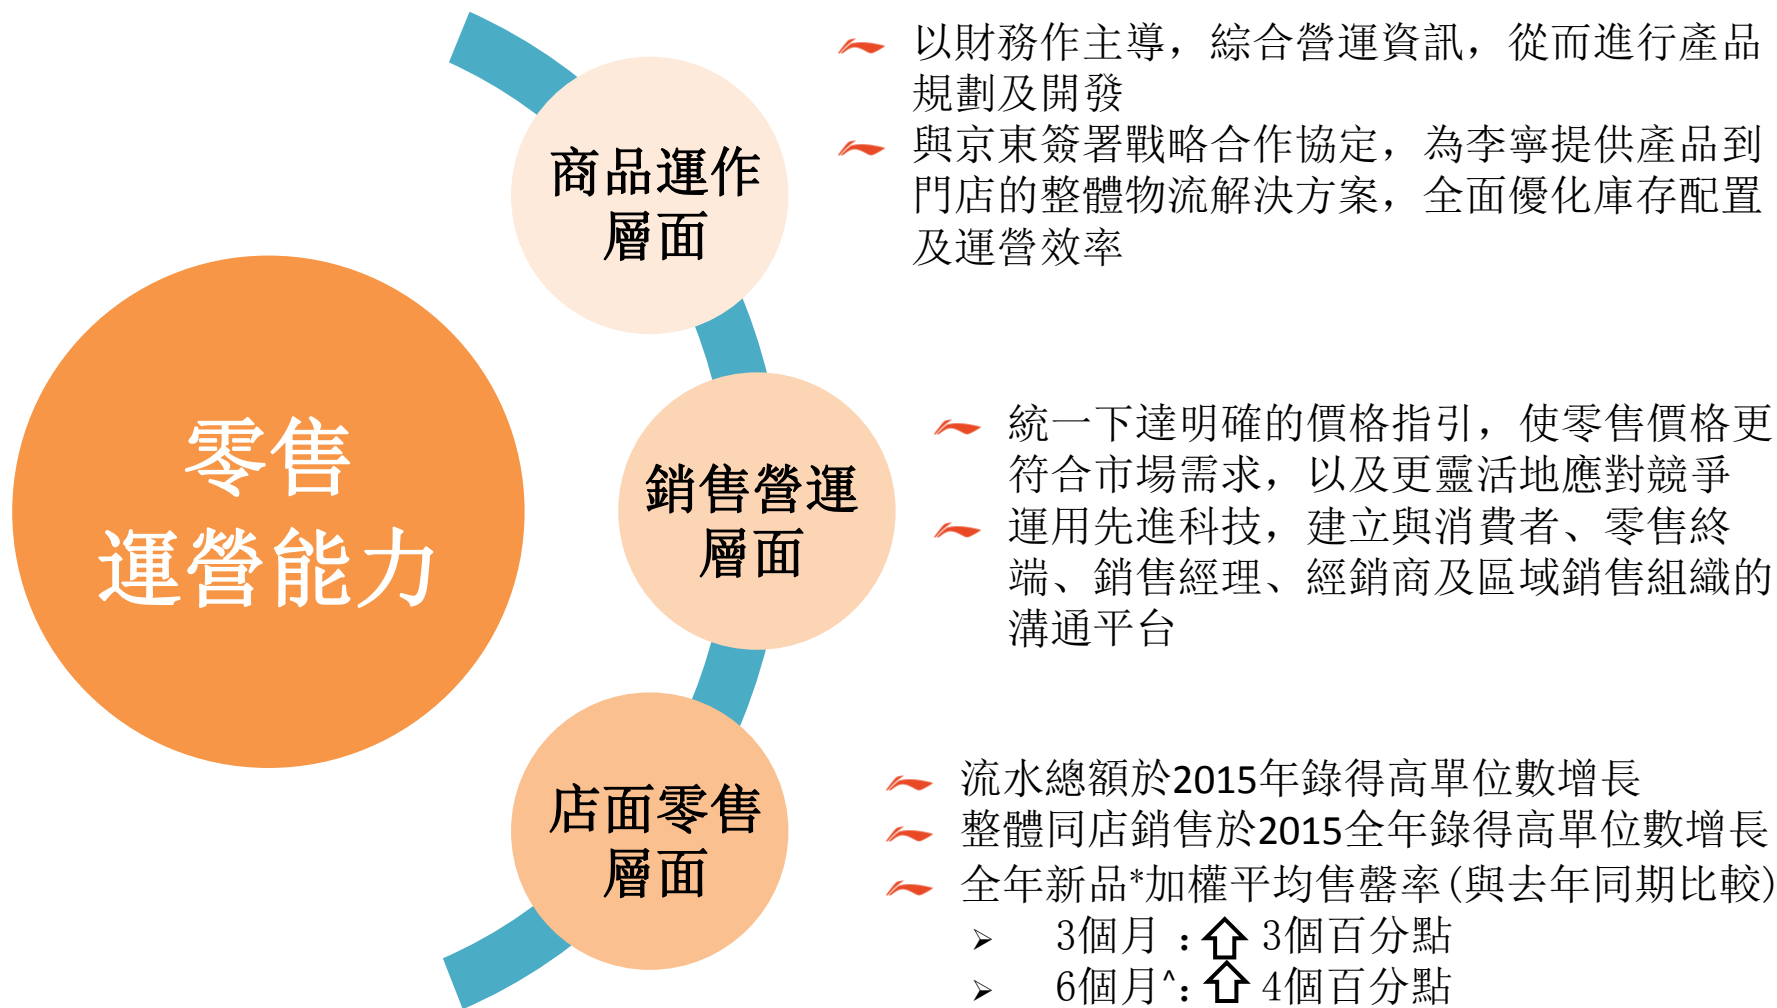 零售
運營能力
商品運作
層面
以財務作主導，綜合營運資訊，從而進行產品
規劃及開發
與京東簽署戰略合作協定，為李寧提供產品到
門店的整體物流解決方案，全面優化庫存配置
及運營效率
銷售營運
層面
統一下達明確的價格指引，使零售價格更
符合市場需求，以及更靈活地應對競爭
運用先進科技，建立與消費者、零售終
端、銷售經理、經銷商及區域銷售組織的
溝通平台
店面零售
層面
流水總額於2015年錄得高單位數增長
整體同店銷售於2015全年錄得高單位數增長
全年新品*加權平均售罄率(與去年同期比較)
➢ 3個月：⇧ 3個百分點
➢ 6個月^：⇧ 4個百分點